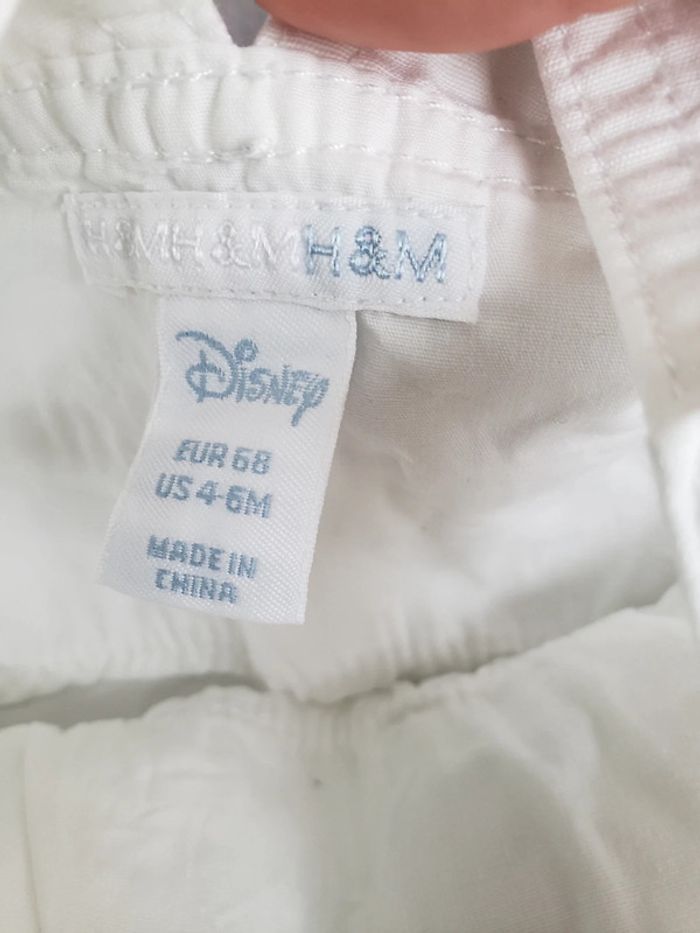 H&MH&MH&M
Disney
EUR 68
US 4-6M
MADE IN
CHINA